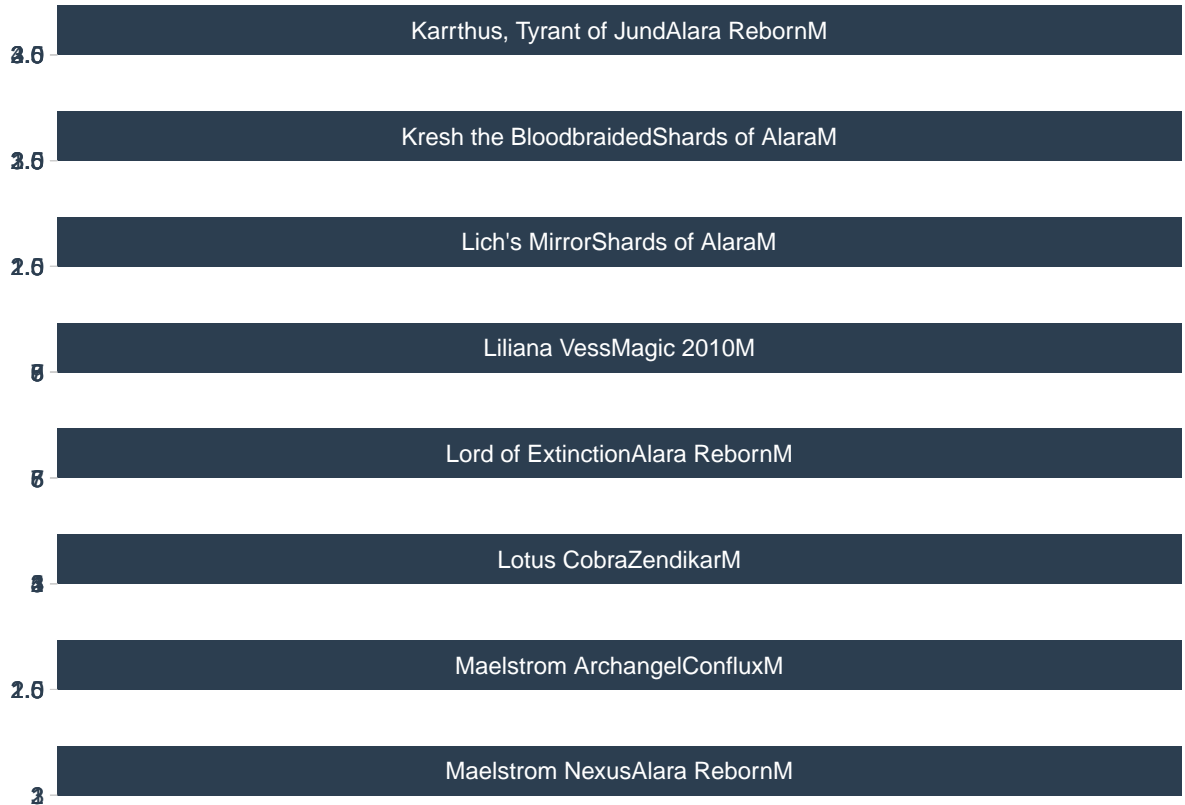 Karrthus, Tyrant of JundAlara RebornM
Kresh the BloodbraidedShards of AlaraM
Lich's MirrorShards of AlaraM
Liliana VessMagic 2010M
Lord of ExtinctionAlara RebornM
Lotus CobraZendikarM
Maelstrom ArchangelConfluxM
Maelstrom NexusAlara RebornM